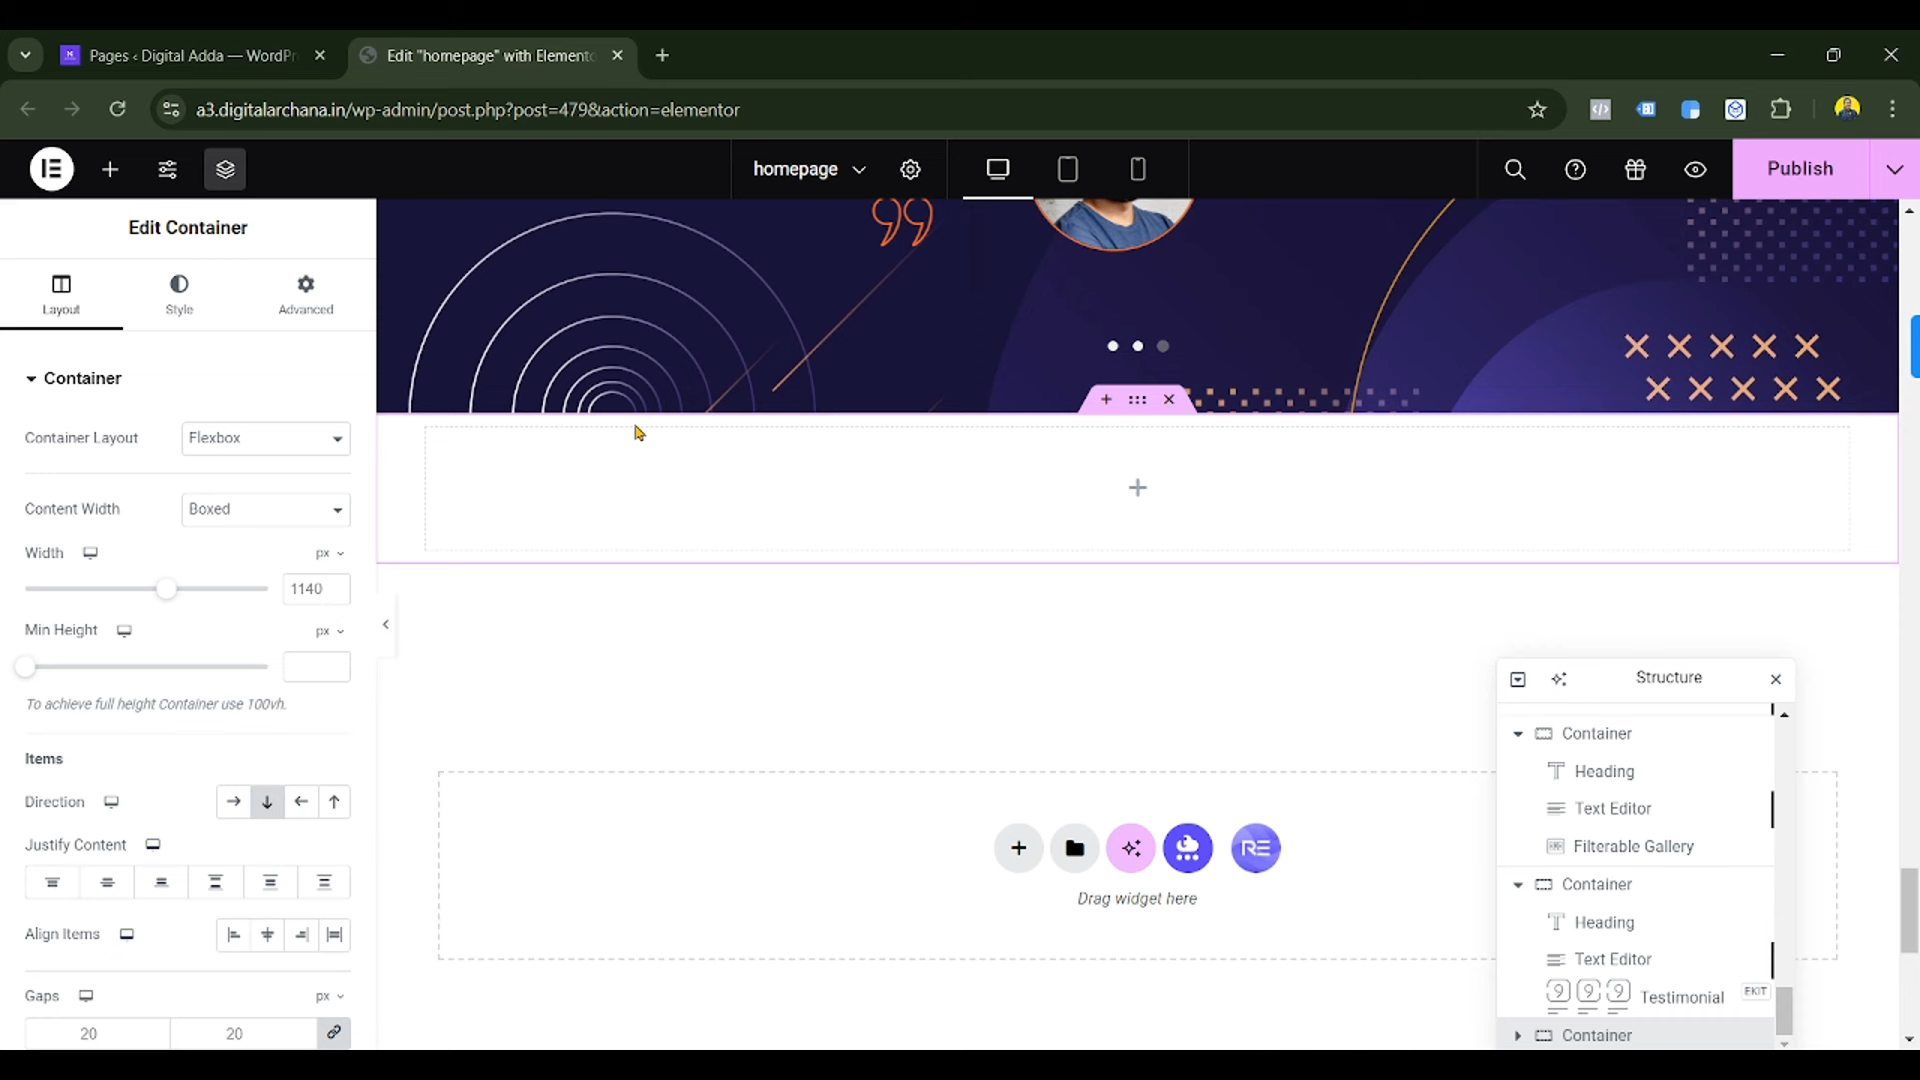 Pages ‹ Digital Adda — WordPr
Edit "homepage" with Elemento
a3.digitalarchana.in/wp-admin/post.php?post=479&action=elementor
homepage
Publish
Edit Container
Layout
Style
Advanced
Container
Container Layout
Flexbox
Content Width
Boxed
Width
px
1140
Min Height
px
To achieve full height Container use 100vh.
Items
Direction
Justify Content
Align Items
Gaps
px
20
20
Drag widget here
Structure
Container
Heading
Text Editor
Filterable Gallery
Container
Heading
Text Editor
Testimonial
EKIT
Container